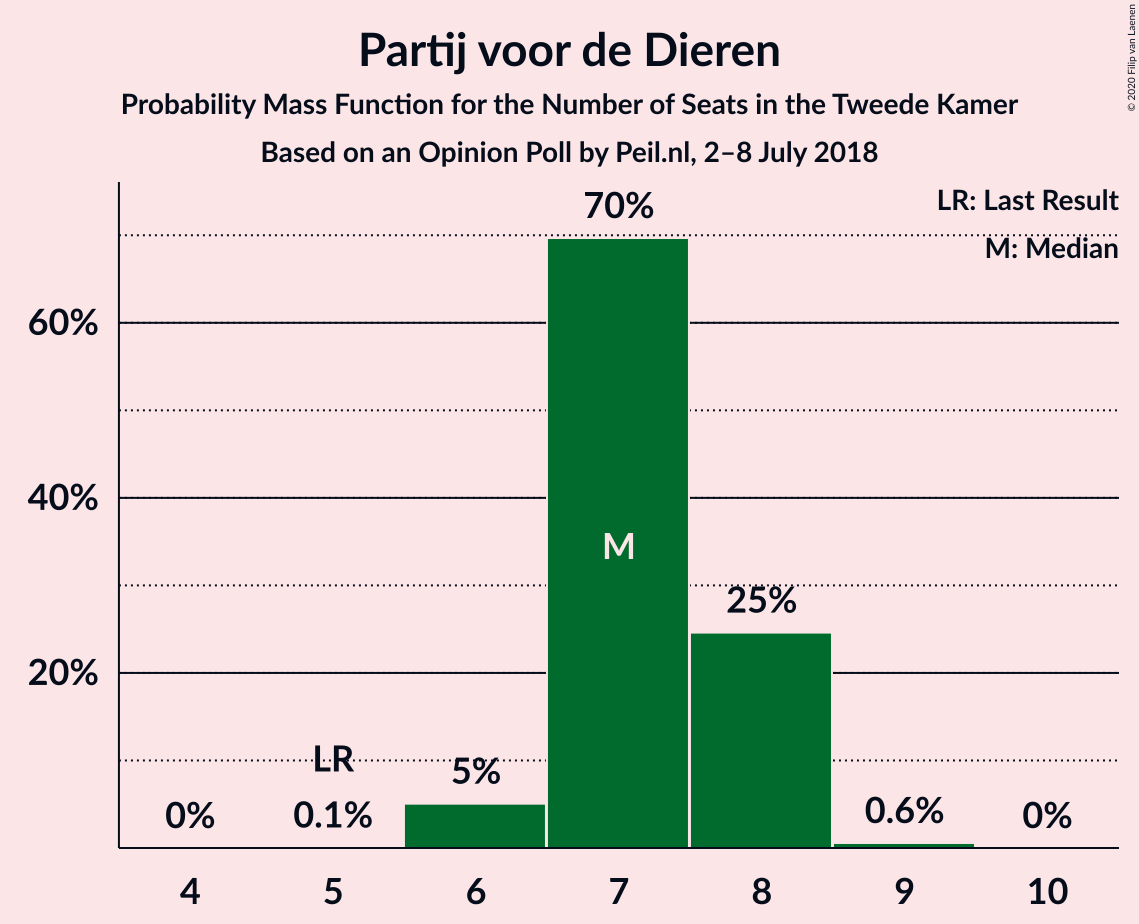 Partij voor de Dieren
Probability Mass Function for the Number of Seats in the Tweede Kamer
Based on an Opinion Poll by Peil.nl, 2–8 July 2018
© 2020 Filip van Laenen
LR: Last Result
M: Median
70%
60%
40%
M
25%
20%
LR
5%
0%
0.1%
0.6%
0%
4 5 6 7 8 9 10